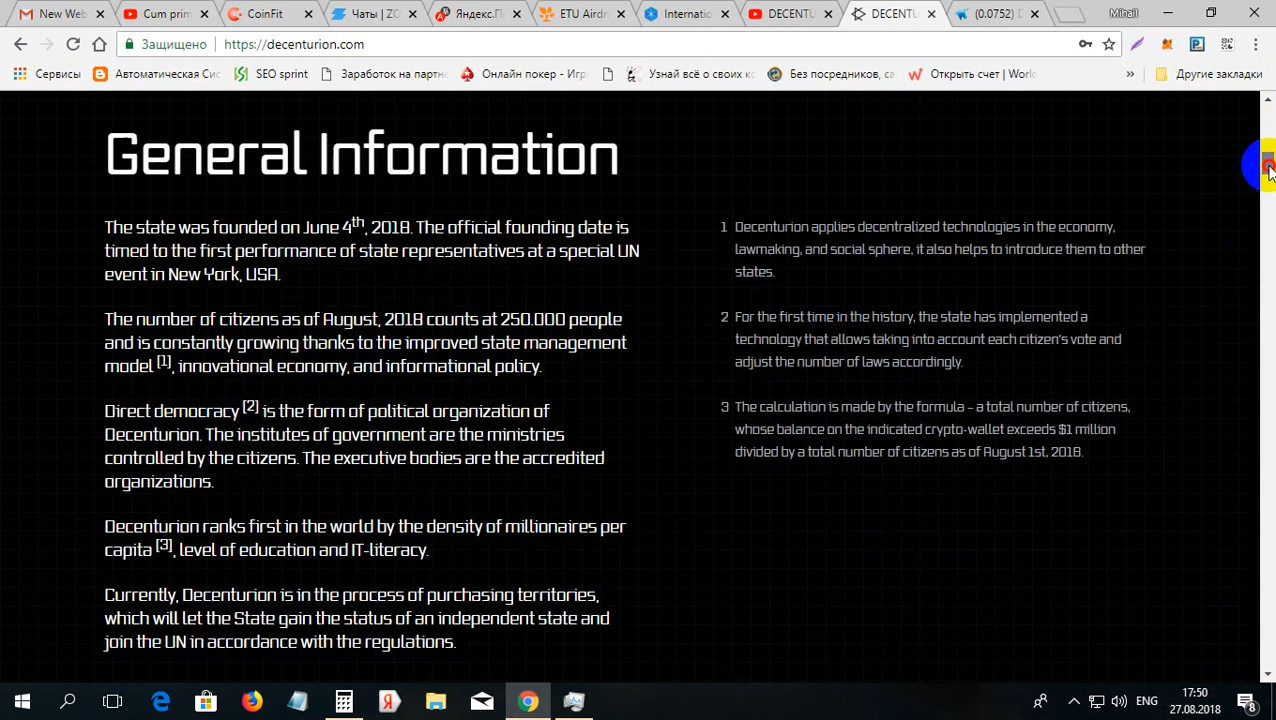 New Web
Cum prim
CoinFit
Чаты | ZO
Яндекс.П
ETU Airdr
Internatio
DECENTU
DECENTU
(0.0752) D
Mihail
Защищено
https://decenturion.com
Сервисы
Автоматическая Сис
SEO sprint
Заработок на партне
Онлайн покер - Игр
Узнай всё о своих ко
Без посредников, са
Открыть счет | Worl
»
Другие закладки
General Information
The state was founded on June 4th, 2018. The official founding date is
timed to the first performance of state representatives at a special UN
event in New York, USA.
The number of citizens as of August, 2018 counts at 250.000 people
and is constantly growing thanks to the improved state management
model [1], innovational economy, and informational policy.
Direct democracy [2] is the form of political organization of
Decenturion. The institutes of government are the ministries
controlled by the citizens. The executive bodies are the accredited
organizations.
Decenturion ranks first in the world by the density of millionaires per
capita [3], level of education and IT-literacy.
Currently, Decenturion is in the process of purchasing territories,
which will let the State gain the status of an independent state and
join the UN in accordance with the regulations.
1 Decenturion applies decentralized technologies in the economy,
lawmaking, and social sphere, it also helps to introduce them to other
states.
2 For the first time in the history, the state has implemented a
technology that allows taking into account each citizen's vote and
adjust the number of laws accordingly.
3 The calculation is made by the formula – a total number of citizens,
whose balance on the indicated crypto-wallet exceeds $1 million
divided by a total number of citizens as of August 1st, 2018.
ENG
17:50
27.08.2018
8